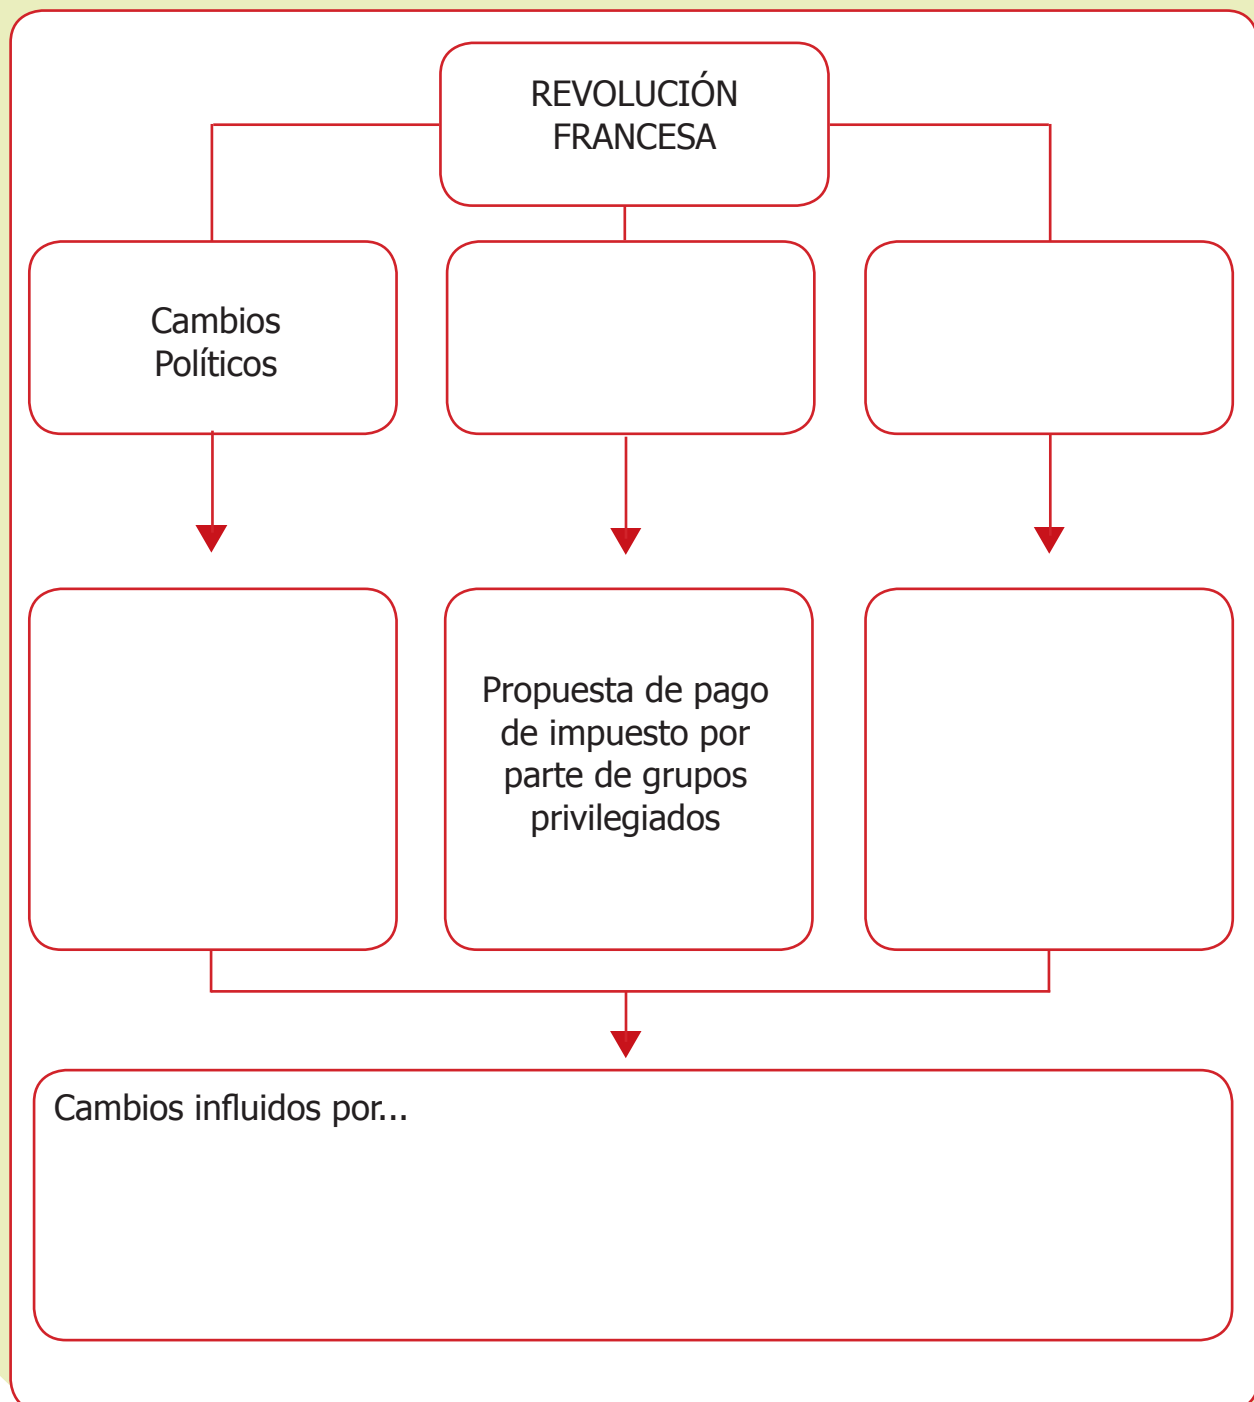 REVOLUCIÓN
FRANCESA
Cambios
Políticos
Propuesta de pago
de impuesto por
parte de grupos
privilegiados
Cambios influidos por...